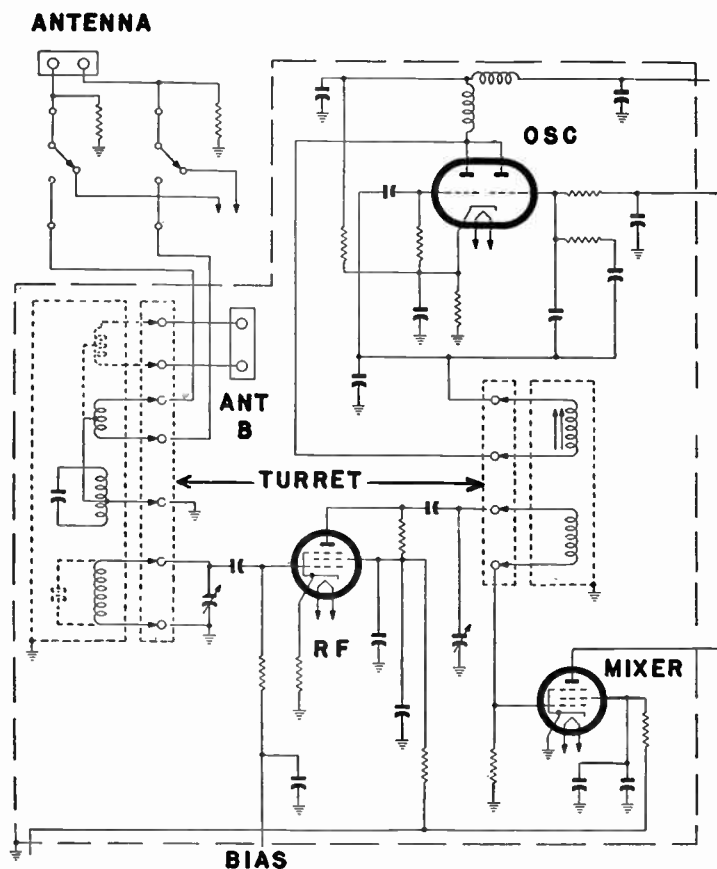 ANTENNA
OSC
ANT
B
TURRET
RF
MIXER
BIAS